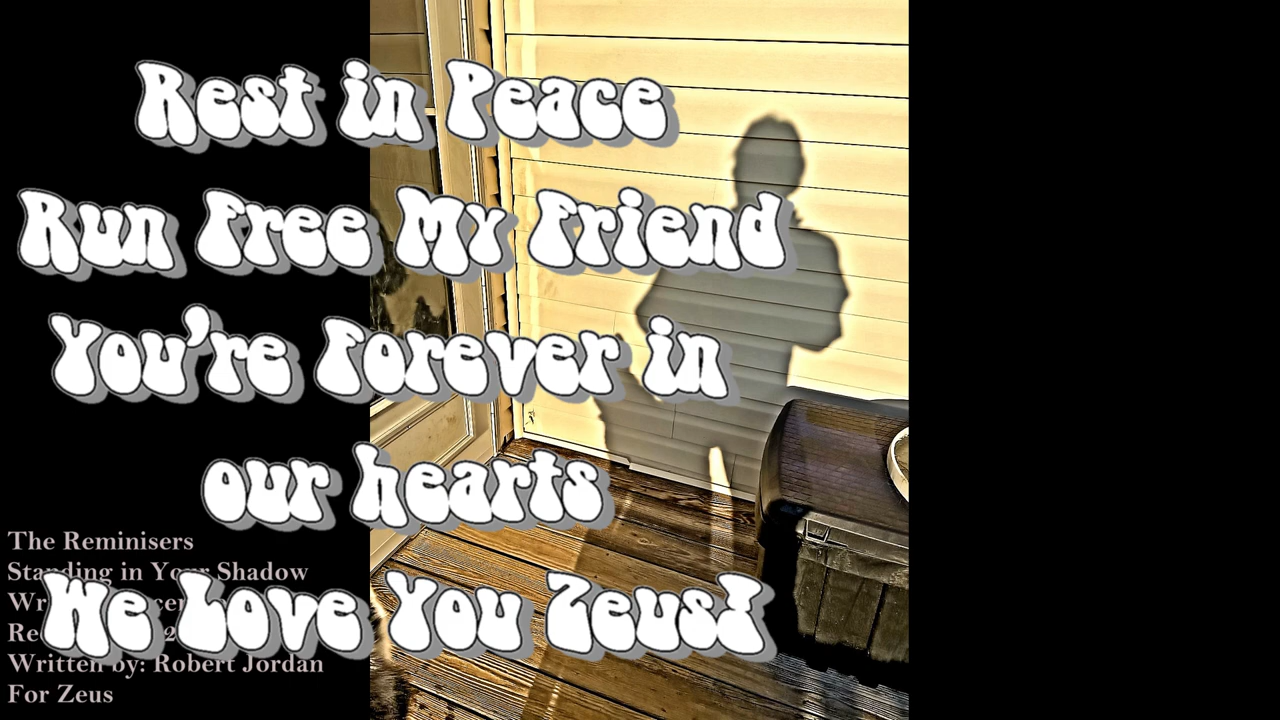 Rest in Peace
Run Free My Friend
You're Forever in
our hearts
We Love You Zeus!
The Reminisers
Standing in Your Shadow
Written by: Robert Jordan
For Zeus